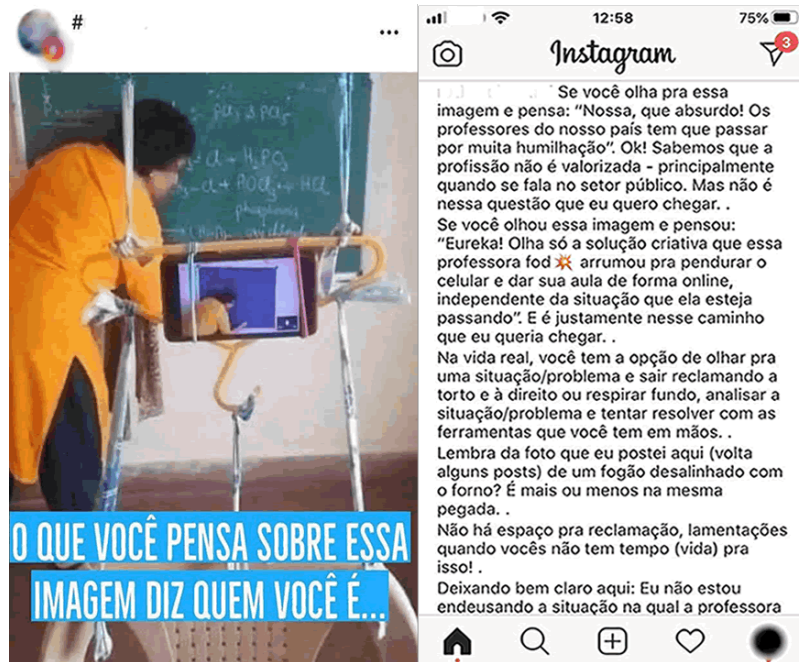 #
O QUE VOCÊ PENSA SOBRE ESSA
IMAGEM DIZ QUEM VOCÊ É...
12:58
75%
Instagram
3
Se você olha pra essa
imagem e pensa: “Nossa, que absurdo! Os
professores do nosso país tem que passar
por muita humilhação”. Ok! Sabemos que a
profissão não é valorizada - principalmente
quando se fala no setor público. Mas não é
nessa questão que eu quero chegar. .
Se você olhou essa imagem e pensou:
“Eureka! Olha só a solução criativa que essa
professora fod💥 arrumou pra pendurar o
celular e dar sua aula de forma online,
independente da situação que ela esteja
passando”. E é justamente nesse caminho
que eu queria chegar. .
Na vida real, você tem a opção de olhar pra
uma situação/problema e sair reclamando a
torto e à direito ou respirar fundo, analisar a
situação/problema e tentar resolver com as
ferramentas que você tem em mãos. .
Lembra da foto que eu postei aqui (volta
alguns posts) de um fogão desalinhado com
o forno? É mais ou menos na mesma
pegada. .
Não há espaço pra reclamação, lamentações
quando vocês não tem tempo (vida) pra
isso! .
Deixando bem claro aqui: Eu não estou
endeusando a situação na qual a professora